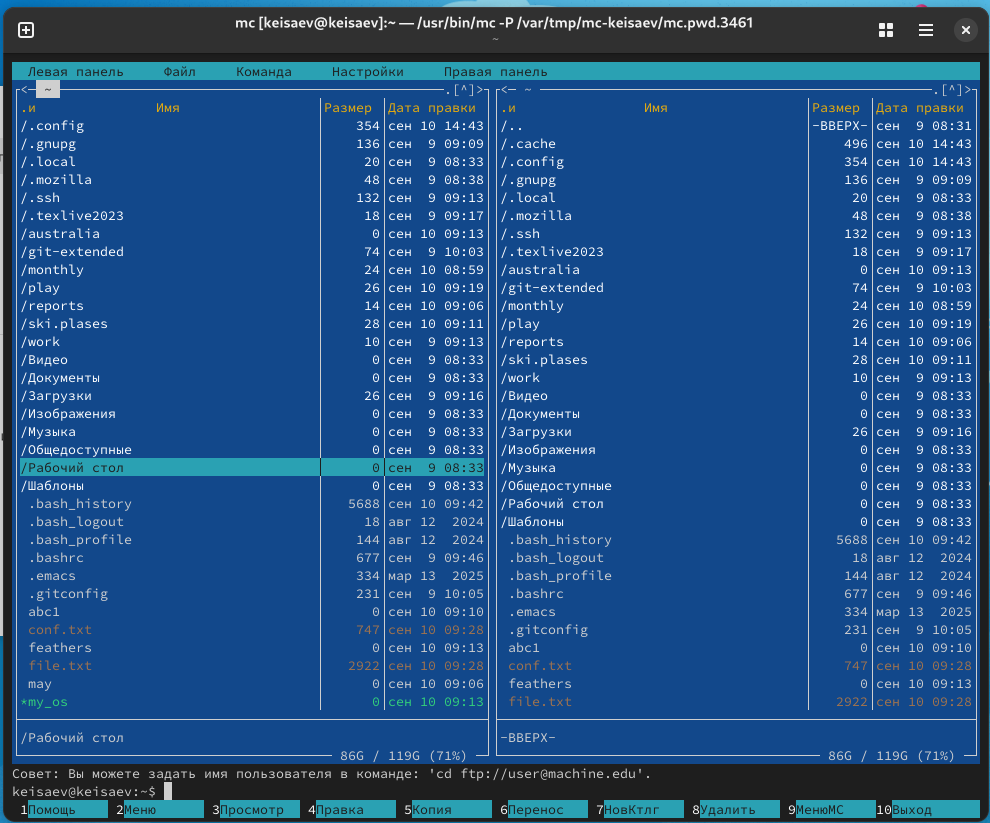 mc [keisaev@keisaev]:~ — /usr/bin/mc -P /var/tmp/mc-keisaev/mc.pwd.3461
~
Левая панель Файл Команда Настройки Правая панель
<─ ~ .[^]> <─ ~ .[^]>
.и Имя Размер Дата правки .и Имя Размер Дата правки
/.config 354 сен 10 14:43 /.. -ВВЕРХ- сен 9 08:31
/.gnupg 136 сен 9 09:09 /.cache 496 сен 10 14:43
/.local 20 сен 9 08:33 /.config 354 сен 10 14:43
/.mozilla 48 сен 9 08:38 /.gnupg 136 сен 9 09:09
/.ssh 132 сен 9 09:13 /.local 20 сен 9 08:33
/.texlive2023 18 сен 9 09:17 /.mozilla 48 сен 9 08:38
/australia 0 сен 10 09:13 /.ssh 132 сен 9 09:13
/git-extended 74 сен 9 10:03 /.texlive2023 18 сен 9 09:17
/monthly 24 сен 10 08:59 /australia 0 сен 10 09:13
/play 26 сен 10 09:19 /git-extended 74 сен 9 10:03
/reports 14 сен 10 09:06 /monthly 24 сен 10 08:59
/ski.plases 28 сен 10 09:11 /play 26 сен 10 09:19
/work 10 сен 9 09:13 /reports 14 сен 10 09:06
/Видео 0 сен 9 08:33 /ski.plases 28 сен 10 09:11
/Документы 0 сен 9 08:33 /work 10 сен 9 09:13
/Загрузки 26 сен 9 09:16 /Видео 0 сен 9 08:33
/Изображения 0 сен 9 08:33 /Документы 0 сен 9 08:33
/Музыка 0 сен 9 08:33 /Загрузки 26 сен 9 09:16
/Общедоступные 0 сен 9 08:33 /Изображения 0 сен 9 08:33
/Рабочий стол 0 сен 9 08:33 /Музыка 0 сен 9 08:33
/Шаблоны 0 сен 9 08:33 /Общедоступные 0 сен 9 08:33
.bash_history 5688 сен 10 09:42 /Рабочий стол 0 сен 9 08:33
.bash_logout 18 авг 12 2024 /Шаблоны 0 сен 9 08:33
.bash_profile 144 авг 12 2024 .bash_history 5688 сен 10 09:42
.bashrc 677 сен 9 09:46 .bash_logout 18 авг 12 2024
.emacs 334 мар 13 2025 .bash_profile 144 авг 12 2024
.gitconfig 231 сен 9 10:05 .bashrc 677 сен 9 09:46
abc1 0 сен 10 09:10 .emacs 334 мар 13 2025
conf.txt 747 сен 10 09:28 .gitconfig 231 сен 9 10:05
feathers 0 сен 10 09:13 abc1 0 сен 10 09:10
file.txt 2922 сен 10 09:28 conf.txt 747 сен 10 09:28
may 0 сен 10 09:06 feathers 0 сен 10 09:13
*my_os 0 сен 10 09:13 file.txt 2922 сен 10 09:28
/Рабочий стол -ВВЕРХ-
86G / 119G (71%) 86G / 119G (71%)
Совет: Вы можете задать имя пользователя в команде: 'cd ftp://user@machine.edu'.
keisaev@keisaev:~$
1Помощь 2Меню 3Просмотр 4Правка 5Копия 6Перенос 7НовКтлг 8Удалить 9МенюМС 10Выход